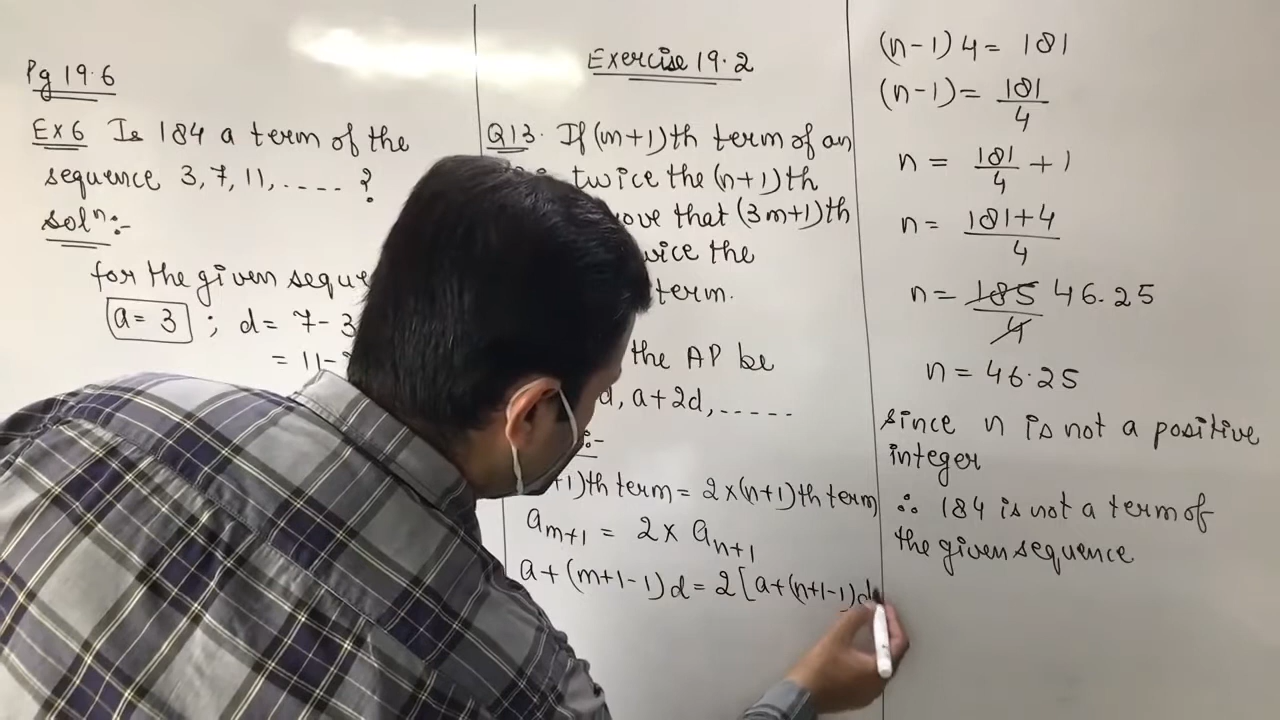 Pg 19.6
Ex 6 Is 184 a term of the
sequence 3, 7, 11, ..... ?
solⁿ:-
for the given seque
a = 3 ; d = 7 - 3
= 11 -
Exercise 19.2
Q13. If (m+1)th term of an
twice the (n+1)th
ove that (3m+1)th
wice the
term.
the AP be
d, a+2d, .....
:-
+1)th term = 2×(n+1)th term
a_{m+1} = 2 × a_{n+1}
a + (m+1-1)d = 2[a+(n+1-1)d
(n-1) 4 = 181
(n-1) = 181/4
n = 181/4 + 1
n = (181+4)/4
n = 185/4 46.25
n = 46.25
since n is not a positive
integer
∴ 184 is not a term of
the given sequence